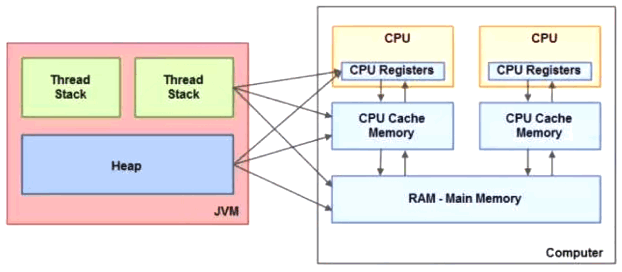 Thread
Stack
Thread
Stack
Heap
JVM
CPU
CPU Registers
CPU Cache
Memory
CPU
CPU Registers
CPU Cache
Memory
RAM - Main Memory
Computer